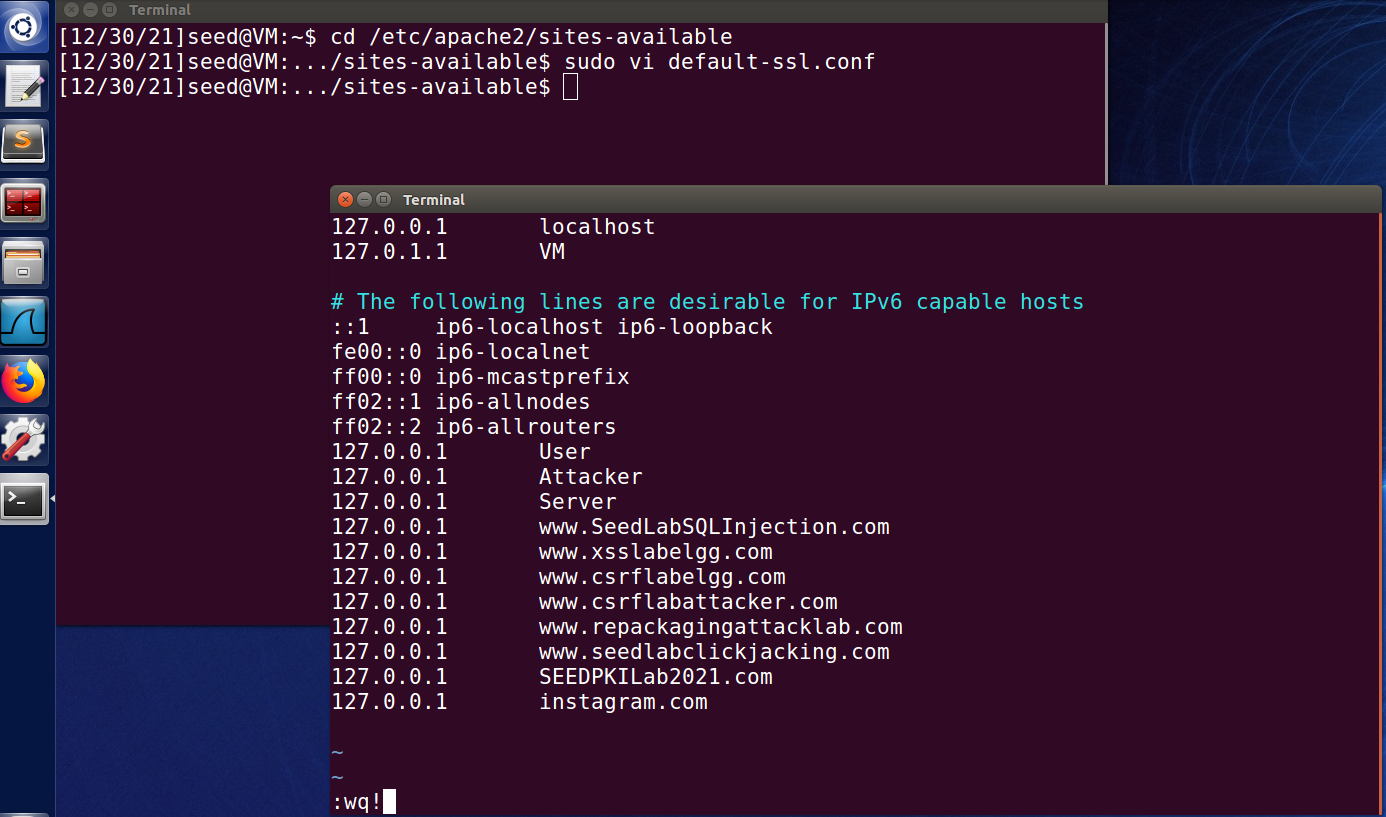 Terminal
[12/30/21]seed@VM:~$ cd /etc/apache2/sites-available
[12/30/21]seed@VM:.../sites-available$ sudo vi default-ssl.conf
[12/30/21]seed@VM:.../sites-available$
Terminal
127.0.0.1       localhost
127.0.1.1       VM
# The following lines are desirable for IPv6 capable hosts
::1     ip6-localhost ip6-loopback
fe00::0 ip6-localnet
ff00::0 ip6-mcastprefix
ff02::1 ip6-allnodes
ff02::2 ip6-allrouters
127.0.0.1       User
127.0.0.1       Attacker
127.0.0.1       Server
127.0.0.1       www.SeedLabSQLInjection.com
127.0.0.1       www.xsslabelgg.com
127.0.0.1       www.csrflabelgg.com
127.0.0.1       www.csrflabattacker.com
127.0.0.1       www.repackagingattacklab.com
127.0.0.1       www.seedlabclickjacking.com
127.0.0.1       SEEDPKILab2021.com
127.0.0.1       instagram.com
~
~
:wq!